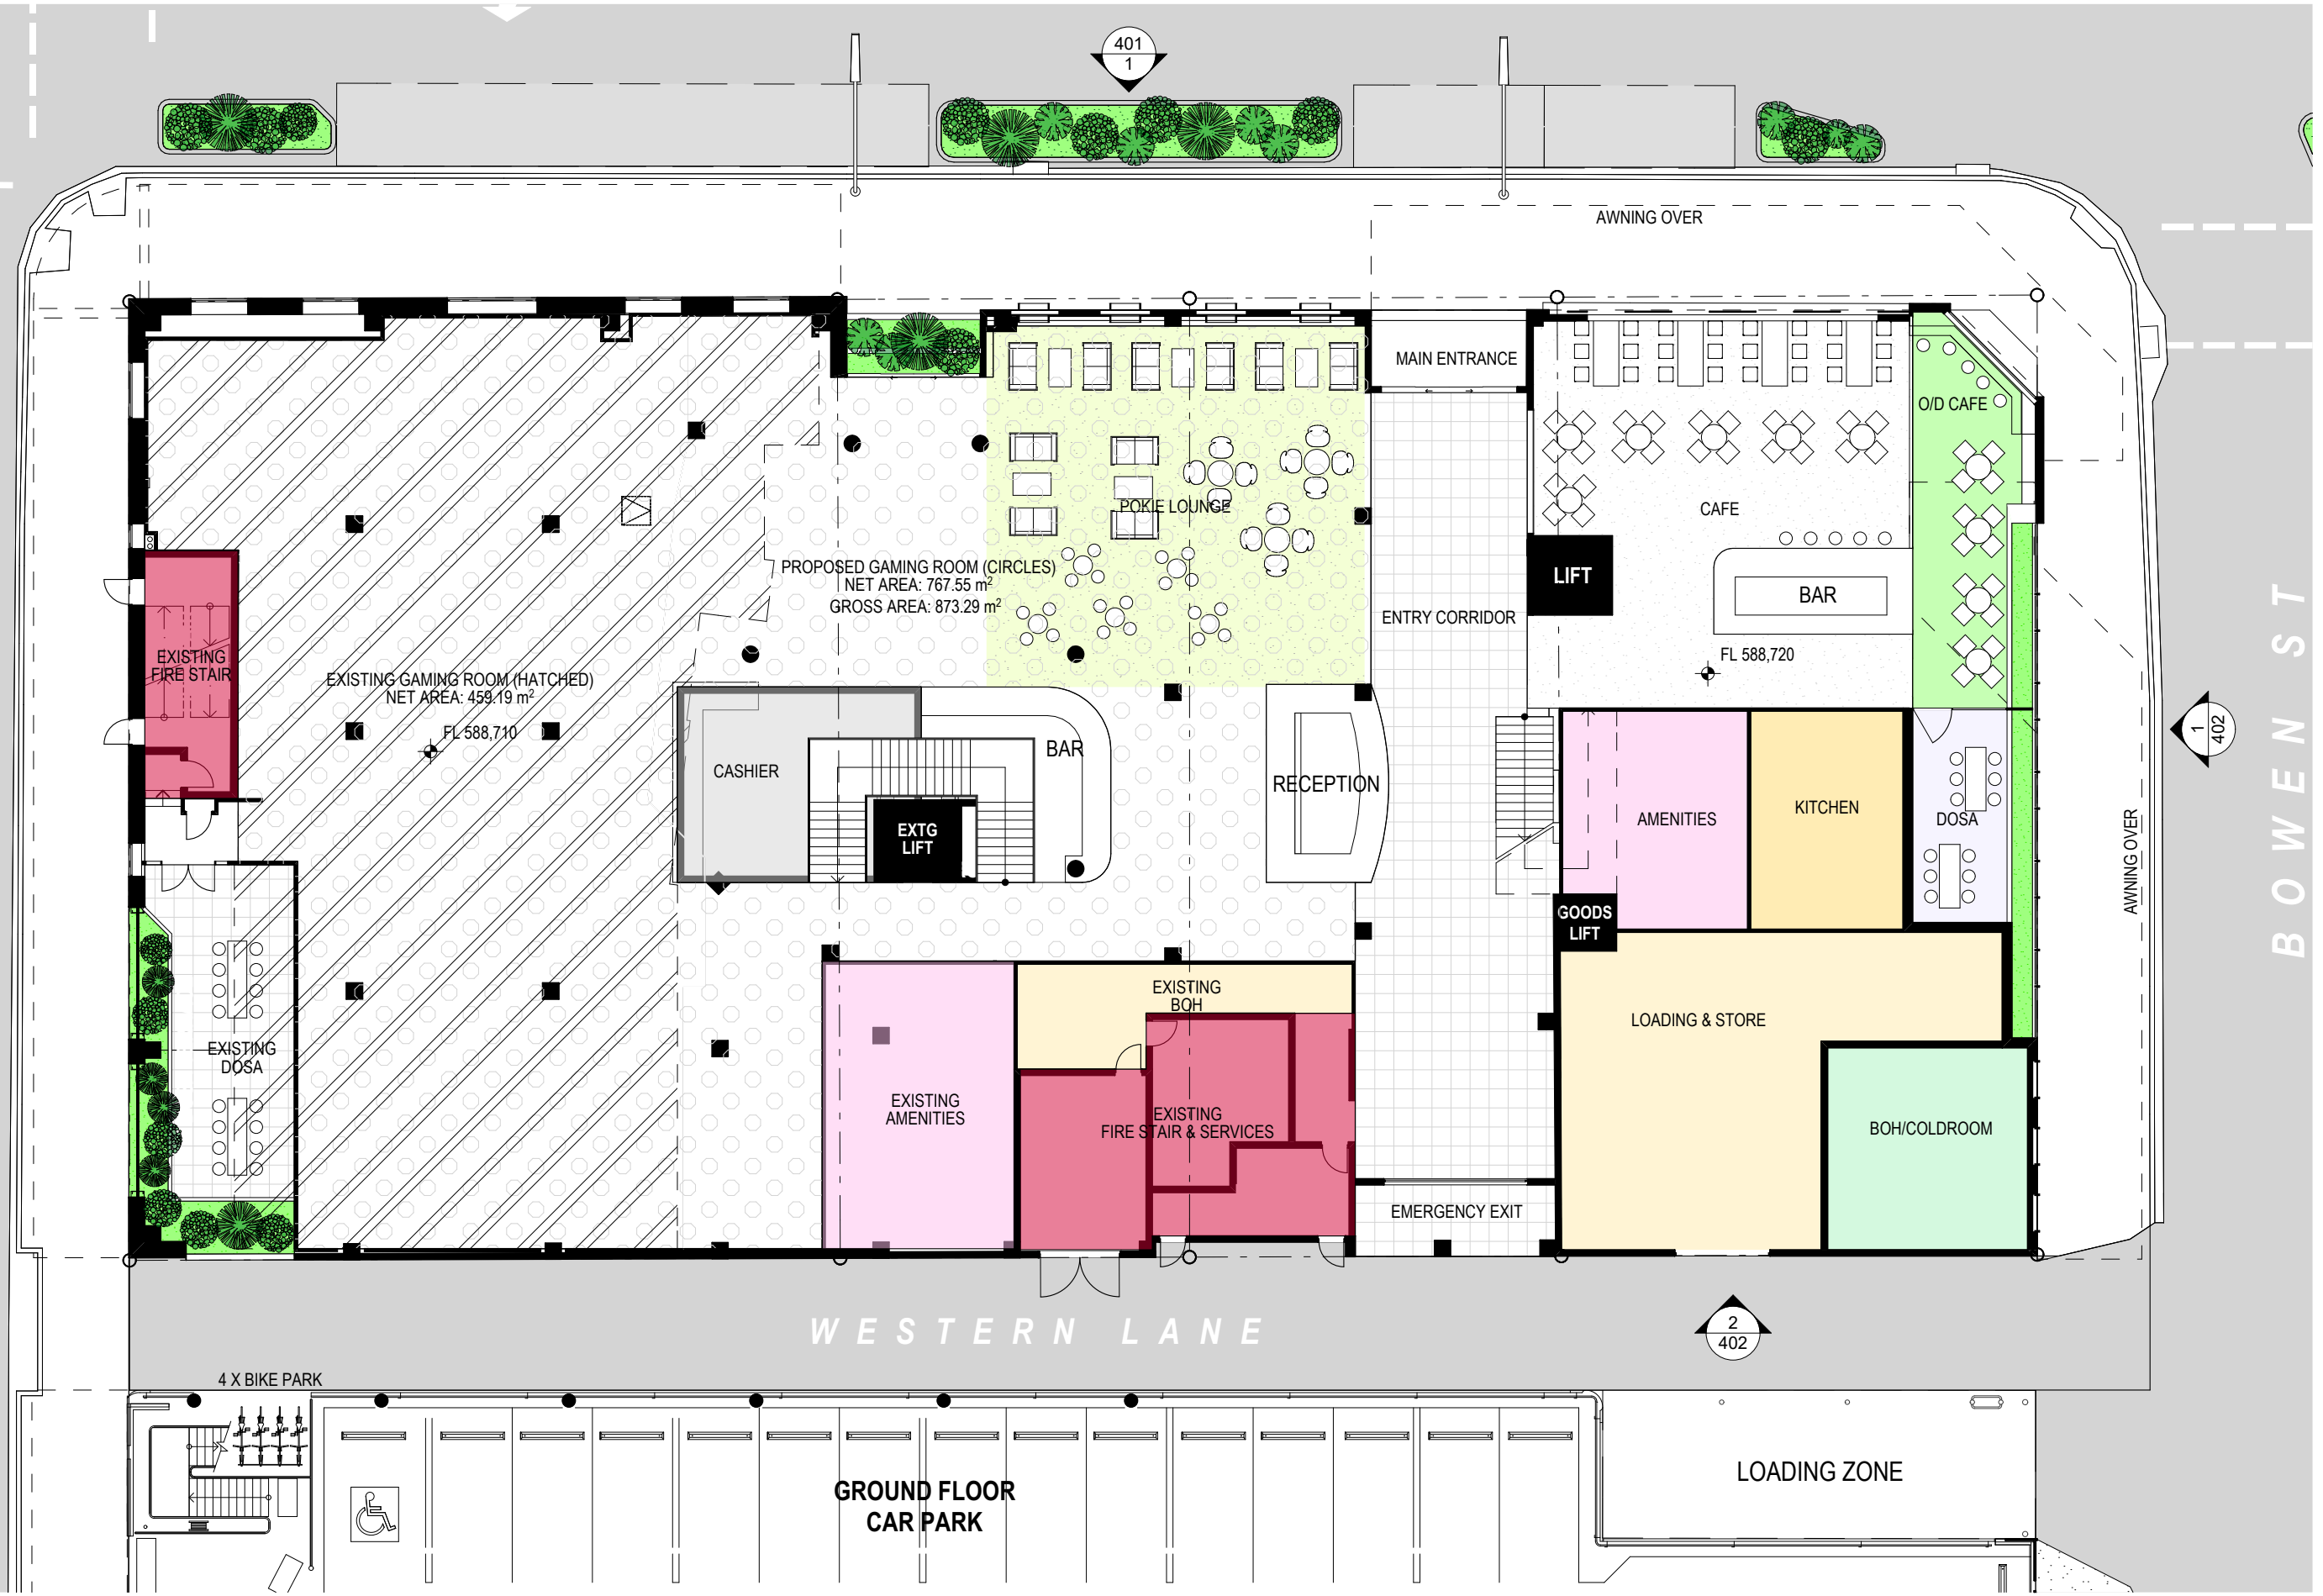 401
1
AWNING OVER
MAIN ENTRANCE
O/D CAFE
POKIE LOUNGE
CAFE
PROPOSED GAMING ROOM (CIRCLES)
NET AREA: 767.55 m²
GROSS AREA: 873.29 m²
LIFT
BAR
ENTRY CORRIDOR
EXISTING
FIRE STAIR
FL 588,720
EXISTING GAMING ROOM (HATCHED)
NET AREA: 459.19 m²
FL 588,710
BOWEN ST
1
402
CASHIER
BAR
RECEPTION
EXTG
LIFT
AMENITIES
KITCHEN
DOSA
AWNING OVER
GOODS
LIFT
EXISTING
BOH
LOADING & STORE
EXISTING
DOSA
EXISTING
AMENITIES
EXISTING
FIRE STAIR & SERVICES
BOH/COLDROOM
EMERGENCY EXIT
WESTERN LANE
2
402
4 X BIKE PARK
GROUND FLOOR
CAR PARK
LOADING ZONE